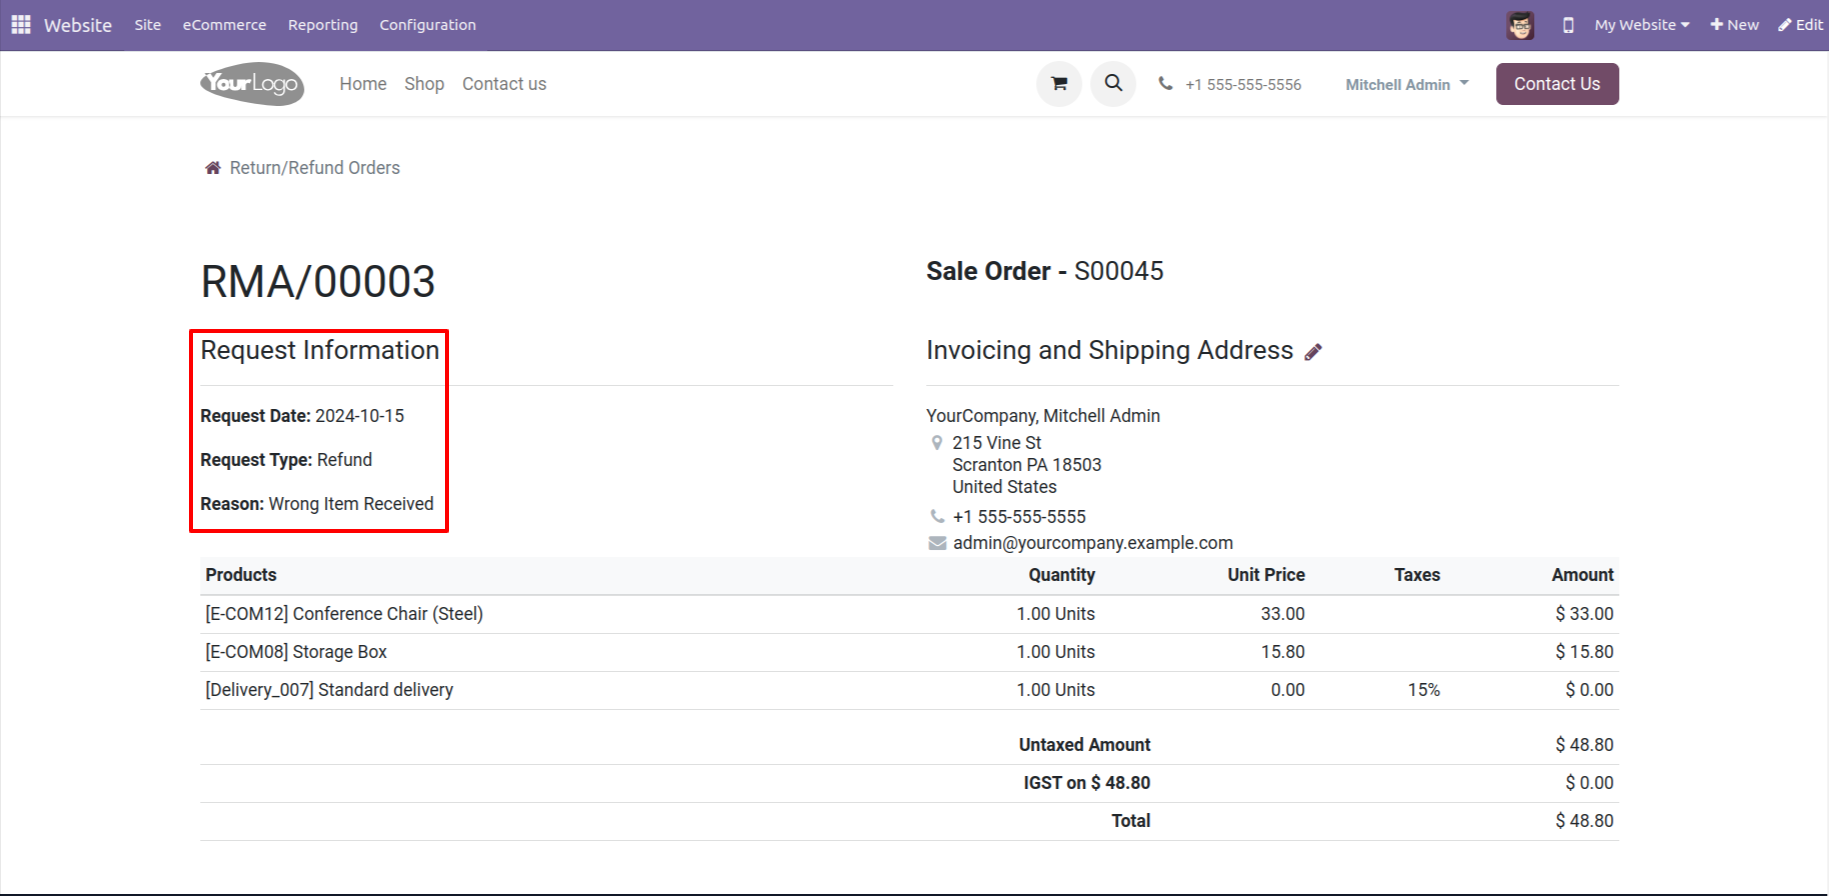 Website Site eCommerce Reporting Configuration My Website New Edit
YourLogo Home Shop Contact us +1 555-555-5556 Mitchell Admin Contact Us
Return/Refund Orders
RMA/00003
Sale Order - S00045
Request Information
Request Date: 2024-10-15
Request Type: Refund
Reason: Wrong Item Received
Invoicing and Shipping Address
YourCompany, Mitchell Admin
215 Vine St
Scranton PA 18503
United States
+1 555-555-5555
admin@yourcompany.example.com
Products Quantity Unit Price Taxes Amount
[E-COM12] Conference Chair (Steel) 1.00 Units 33.00 $ 33.00
[E-COM08] Storage Box 1.00 Units 15.80 $ 15.80
[Delivery_007] Standard delivery 1.00 Units 0.00 15% $ 0.00
Untaxed Amount $ 48.80
IGST on $ 48.80 $ 0.00
Total $ 48.80